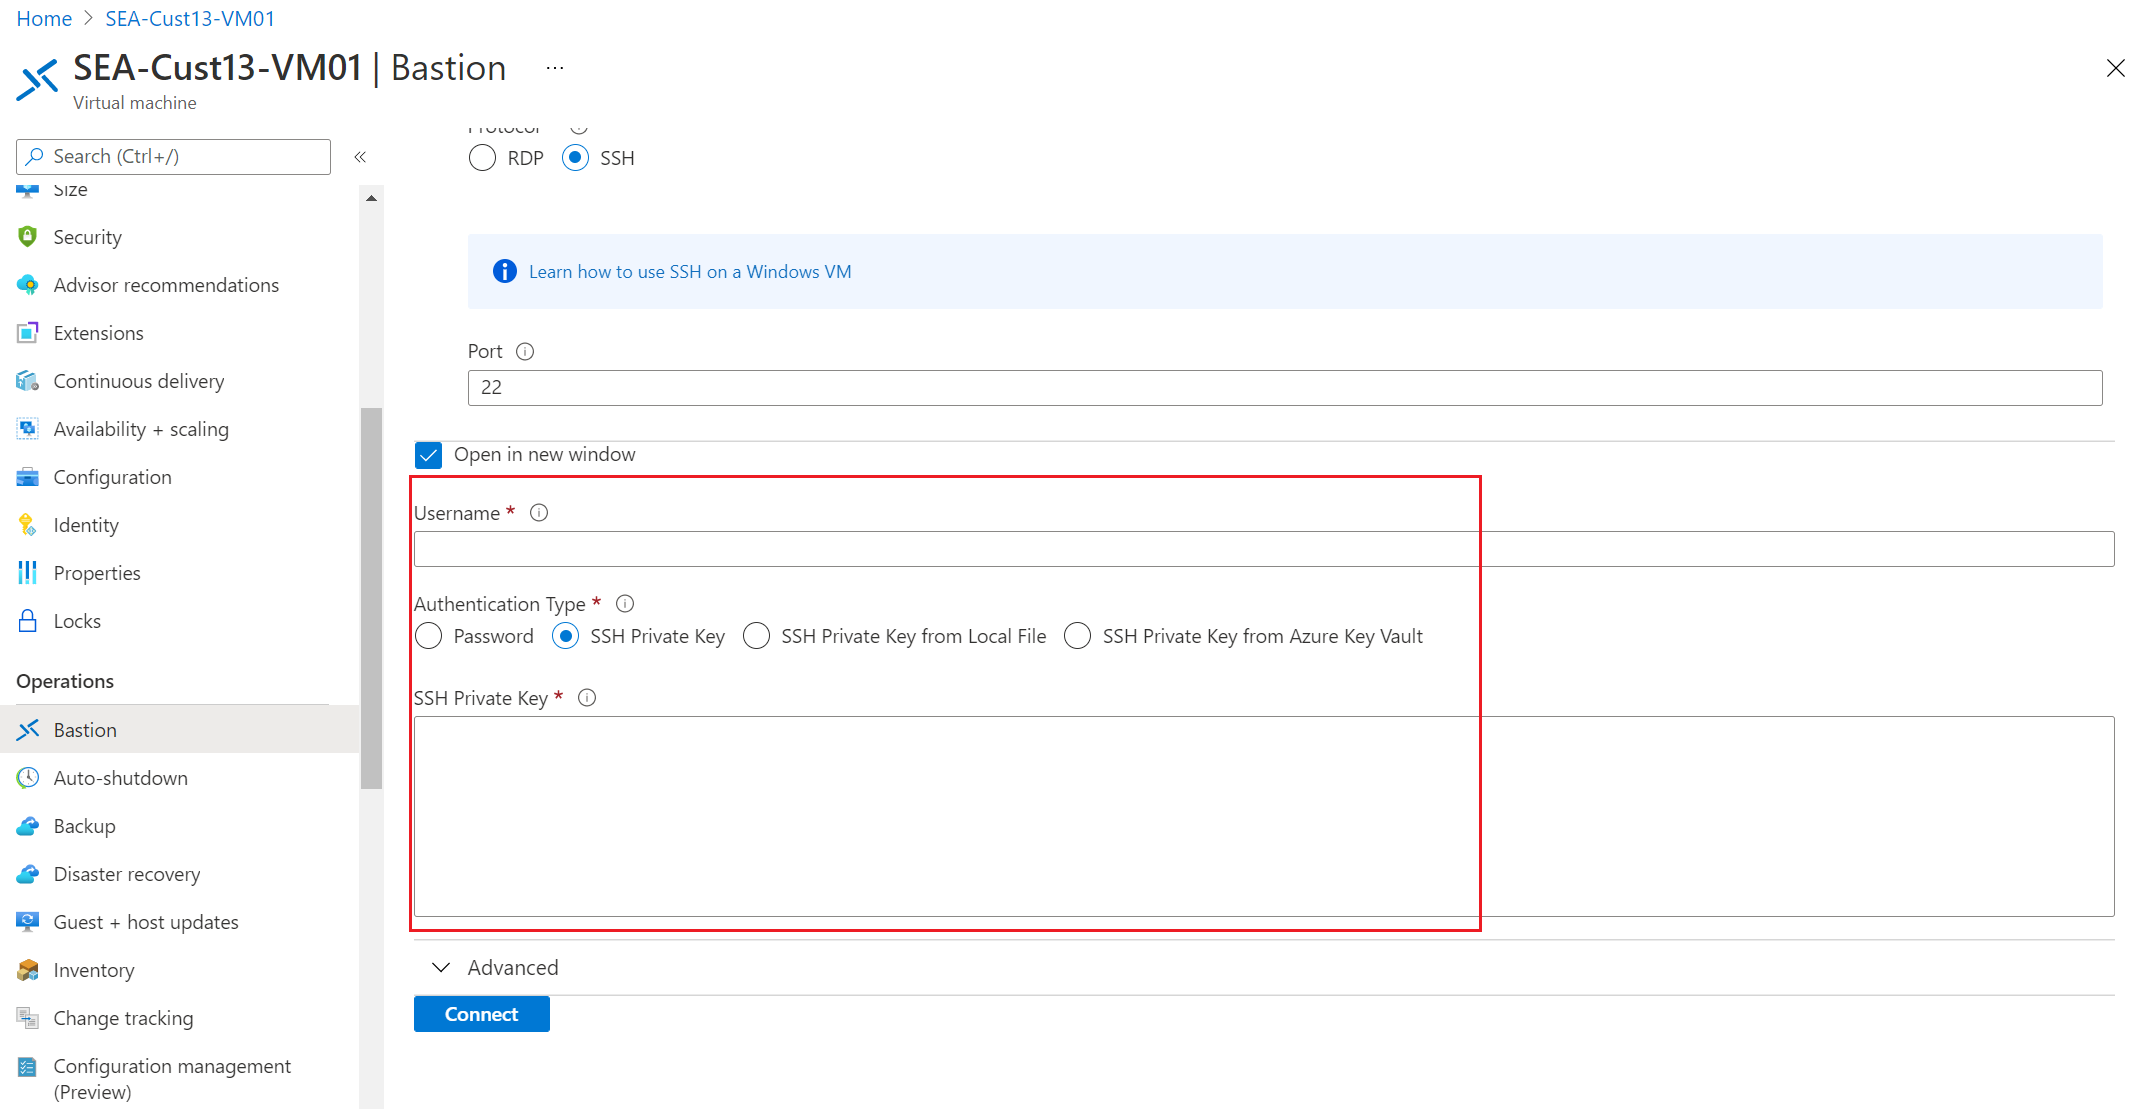 Home > SEA-Cust13-VM01
SEA-Cust13-VM01 | Bastion ...
Virtual machine
Search (Ctrl+/)
«
Size
Security
Advisor recommendations
Extensions
Continuous delivery
Availability + scaling
Configuration
Identity
Properties
Locks
Operations
Bastion
Auto-shutdown
Backup
Disaster recovery
Guest + host updates
Inventory
Change tracking
Configuration management
(Preview)
Protocol
RDP SSH
Learn how to use SSH on a Windows VM
Port
22
Open in new window
Username *
Authentication Type *
Password SSH Private Key SSH Private Key from Local File SSH Private Key from Azure Key Vault
SSH Private Key *
Advanced
Connect